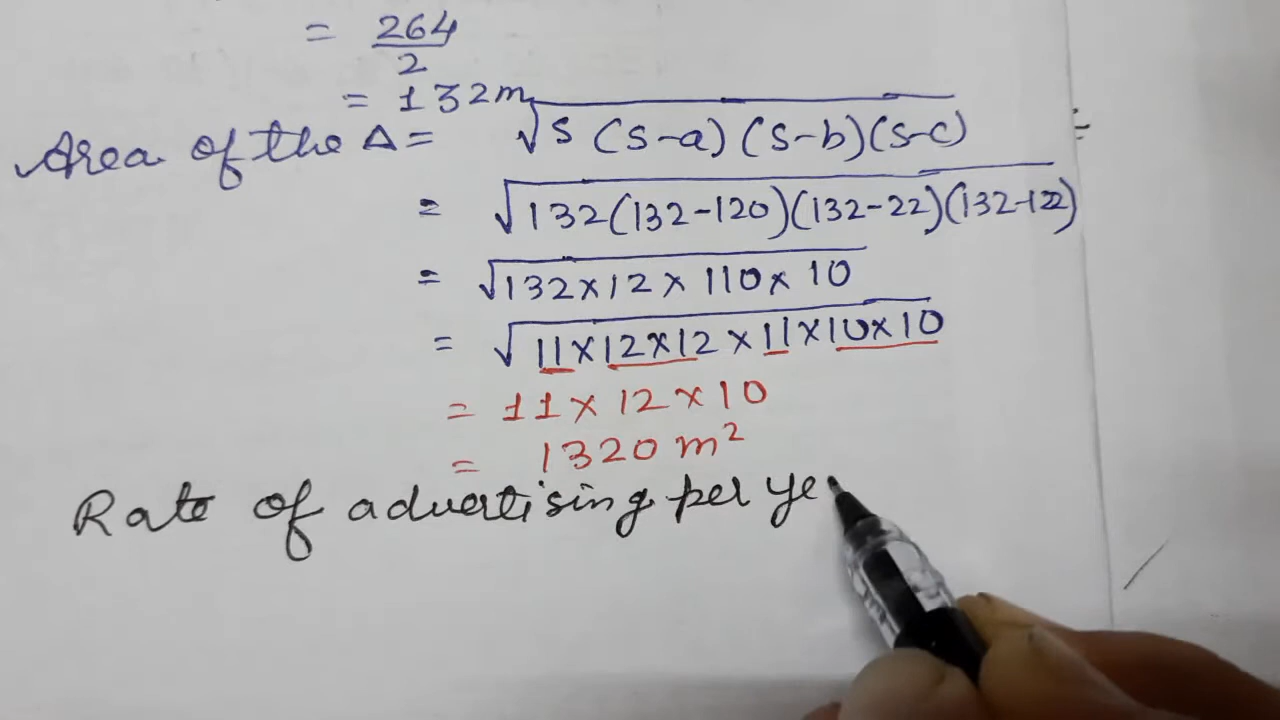 = 264/2
= 132m
Area of the Δ = √s(s-a)(s-b)(s-c)
= √132(132-120)(132-22)(132-122)
= √132×12×110×10
= √11×12×12×11×10×10
= 11×12×10
= 1320 m²
Rate of advertising per ye